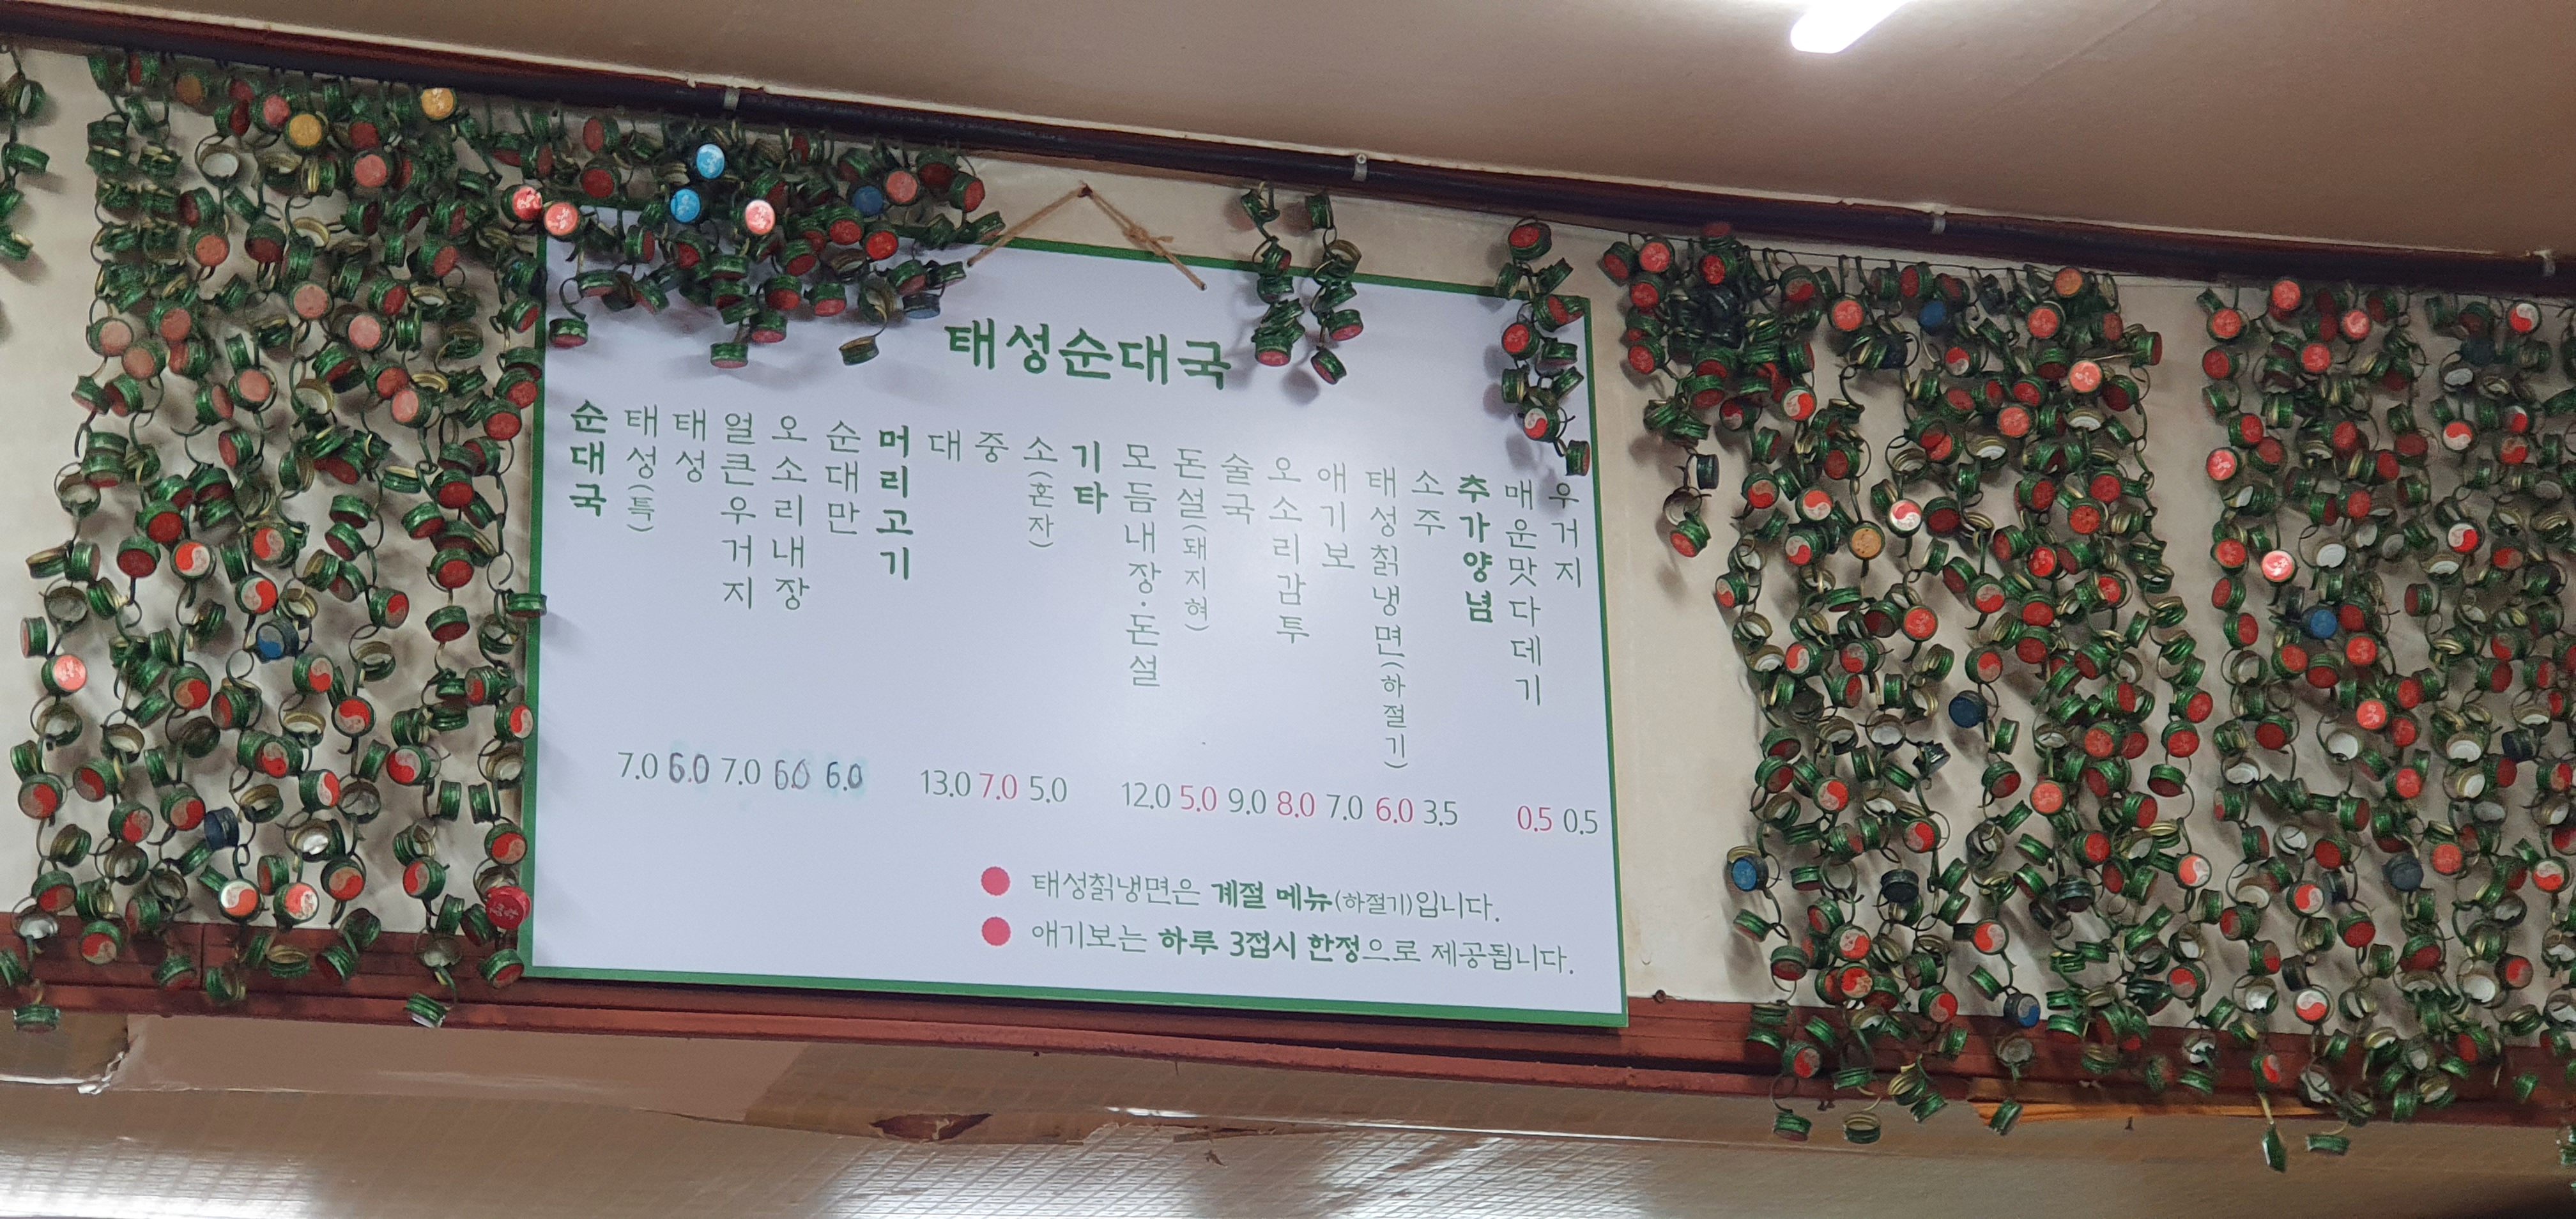 태성순대국
순대국
태성(특)
태성
얼큰우거지
오소리내장
순대만
머리고기
대
중
소(혼자)
기타
모듬내장·돈설
돈설(돼지혀)
술국
오소리감투
애기보
태성칡냉면(하절기)
소주
추가양념
매운맛다데기
우거지
7.0 6.0 7.0 6.0 6.0 13.0 7.0 5.0 12.0 5.0 9.0 8.0 7.0 6.0 3.5 0.5 0.5
태성칡냉면은 계절 메뉴(하절기)입니다.
애기보는 하루 3접시 한정으로 제공됩니다.